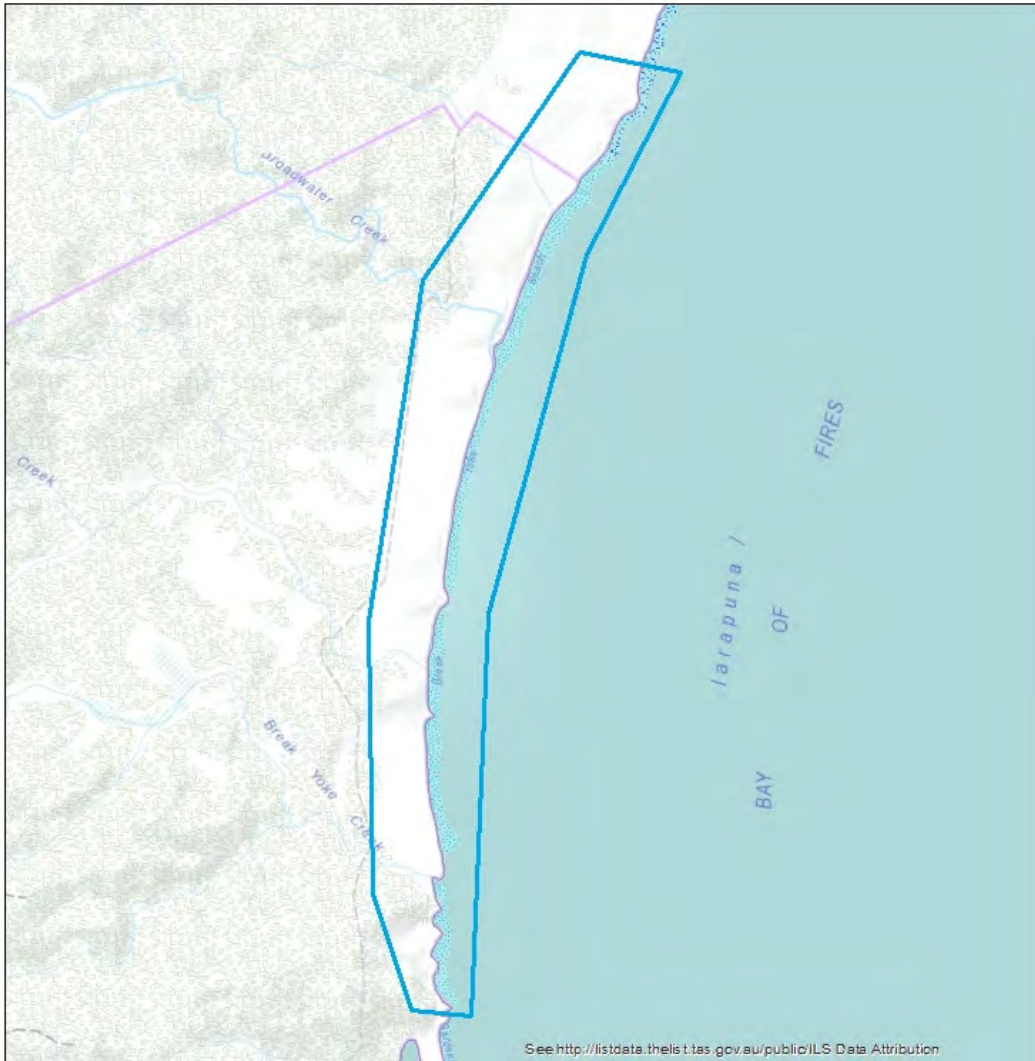 Broadwater
Creek
Beach
FIRES
Yoke
Creek
larapuna /
OF
Break
Break
Yoke
Creek
BAY
See http://listdata.thelist.tas.gov.au/public/ILS Data Attribution